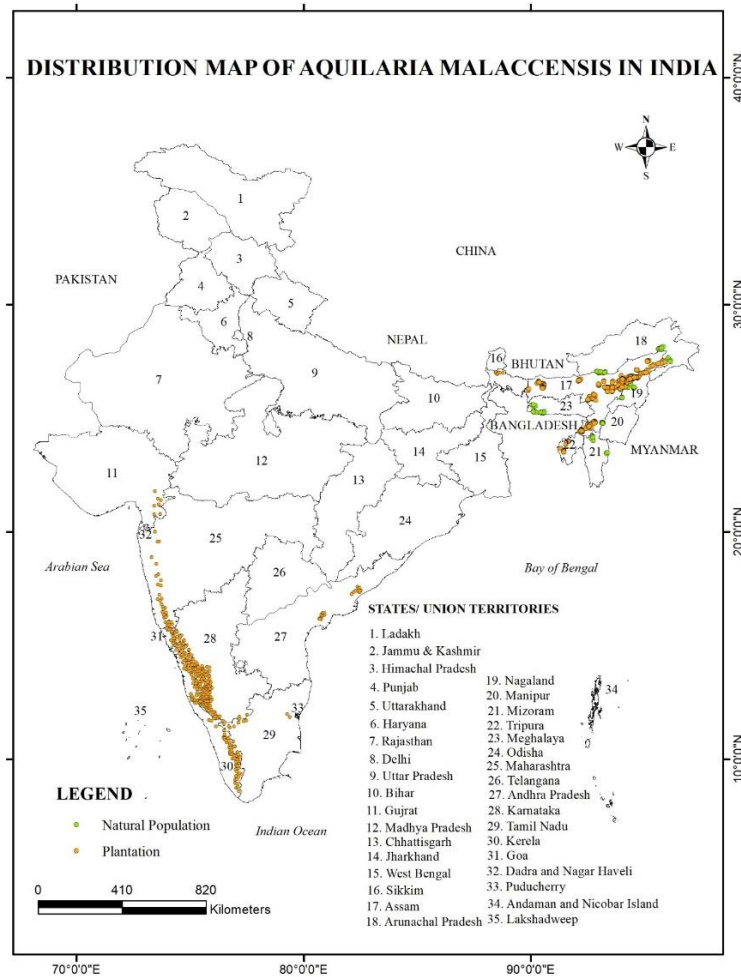 DISTRIBUTION MAP OF AQUILARIA MALACCENSIS IN INDIA
40°0'0"N
N
W
E
S
1
2
CHINA
3
PAKISTAN
4
5
30°0'0"N
6
8
NEPAL
18
16
BHUTAN
7
9
17
19
10
23
BANGLADESH
20
22
21
MYANMAR
11
12
14
15
13
24
20°0'0"N
32
25
Arabian Sea
26
Bay of Bengal
31
28
27
35
33
29
30
34
10°0'0"N
Indian Ocean
STATES/ UNION TERRITORIES
1. Ladakh
2. Jammu & Kashmir
3. Himachal Pradesh
4. Punjab
5. Uttarakhand
6. Haryana
7. Rajasthan
8. Delhi
9. Uttar Pradesh
10. Bihar
11. Gujrat
12. Madhya Pradesh
13. Chhattisgarh
14. Jharkhand
15. West Bengal
16. Sikkim
17. Assam
18. Arunachal Pradesh
19. Nagaland
20. Manipur
21. Mizoram
22. Tripura
23. Meghalaya
24. Odisha
25. Maharashtra
26. Telangana
27. Andhra Pradesh
28. Karnataka
29. Tamil Nadu
30. Kerela
31. Goa
32. Dadra and Nagar Haveli
33. Puducherry
34. Andaman and Nicobar Island
35. Lakshadweep
LEGEND
Natural Population
Plantation
0 410 820
Kilometers
70°0'0"E 80°0'0"E 90°0'0"E